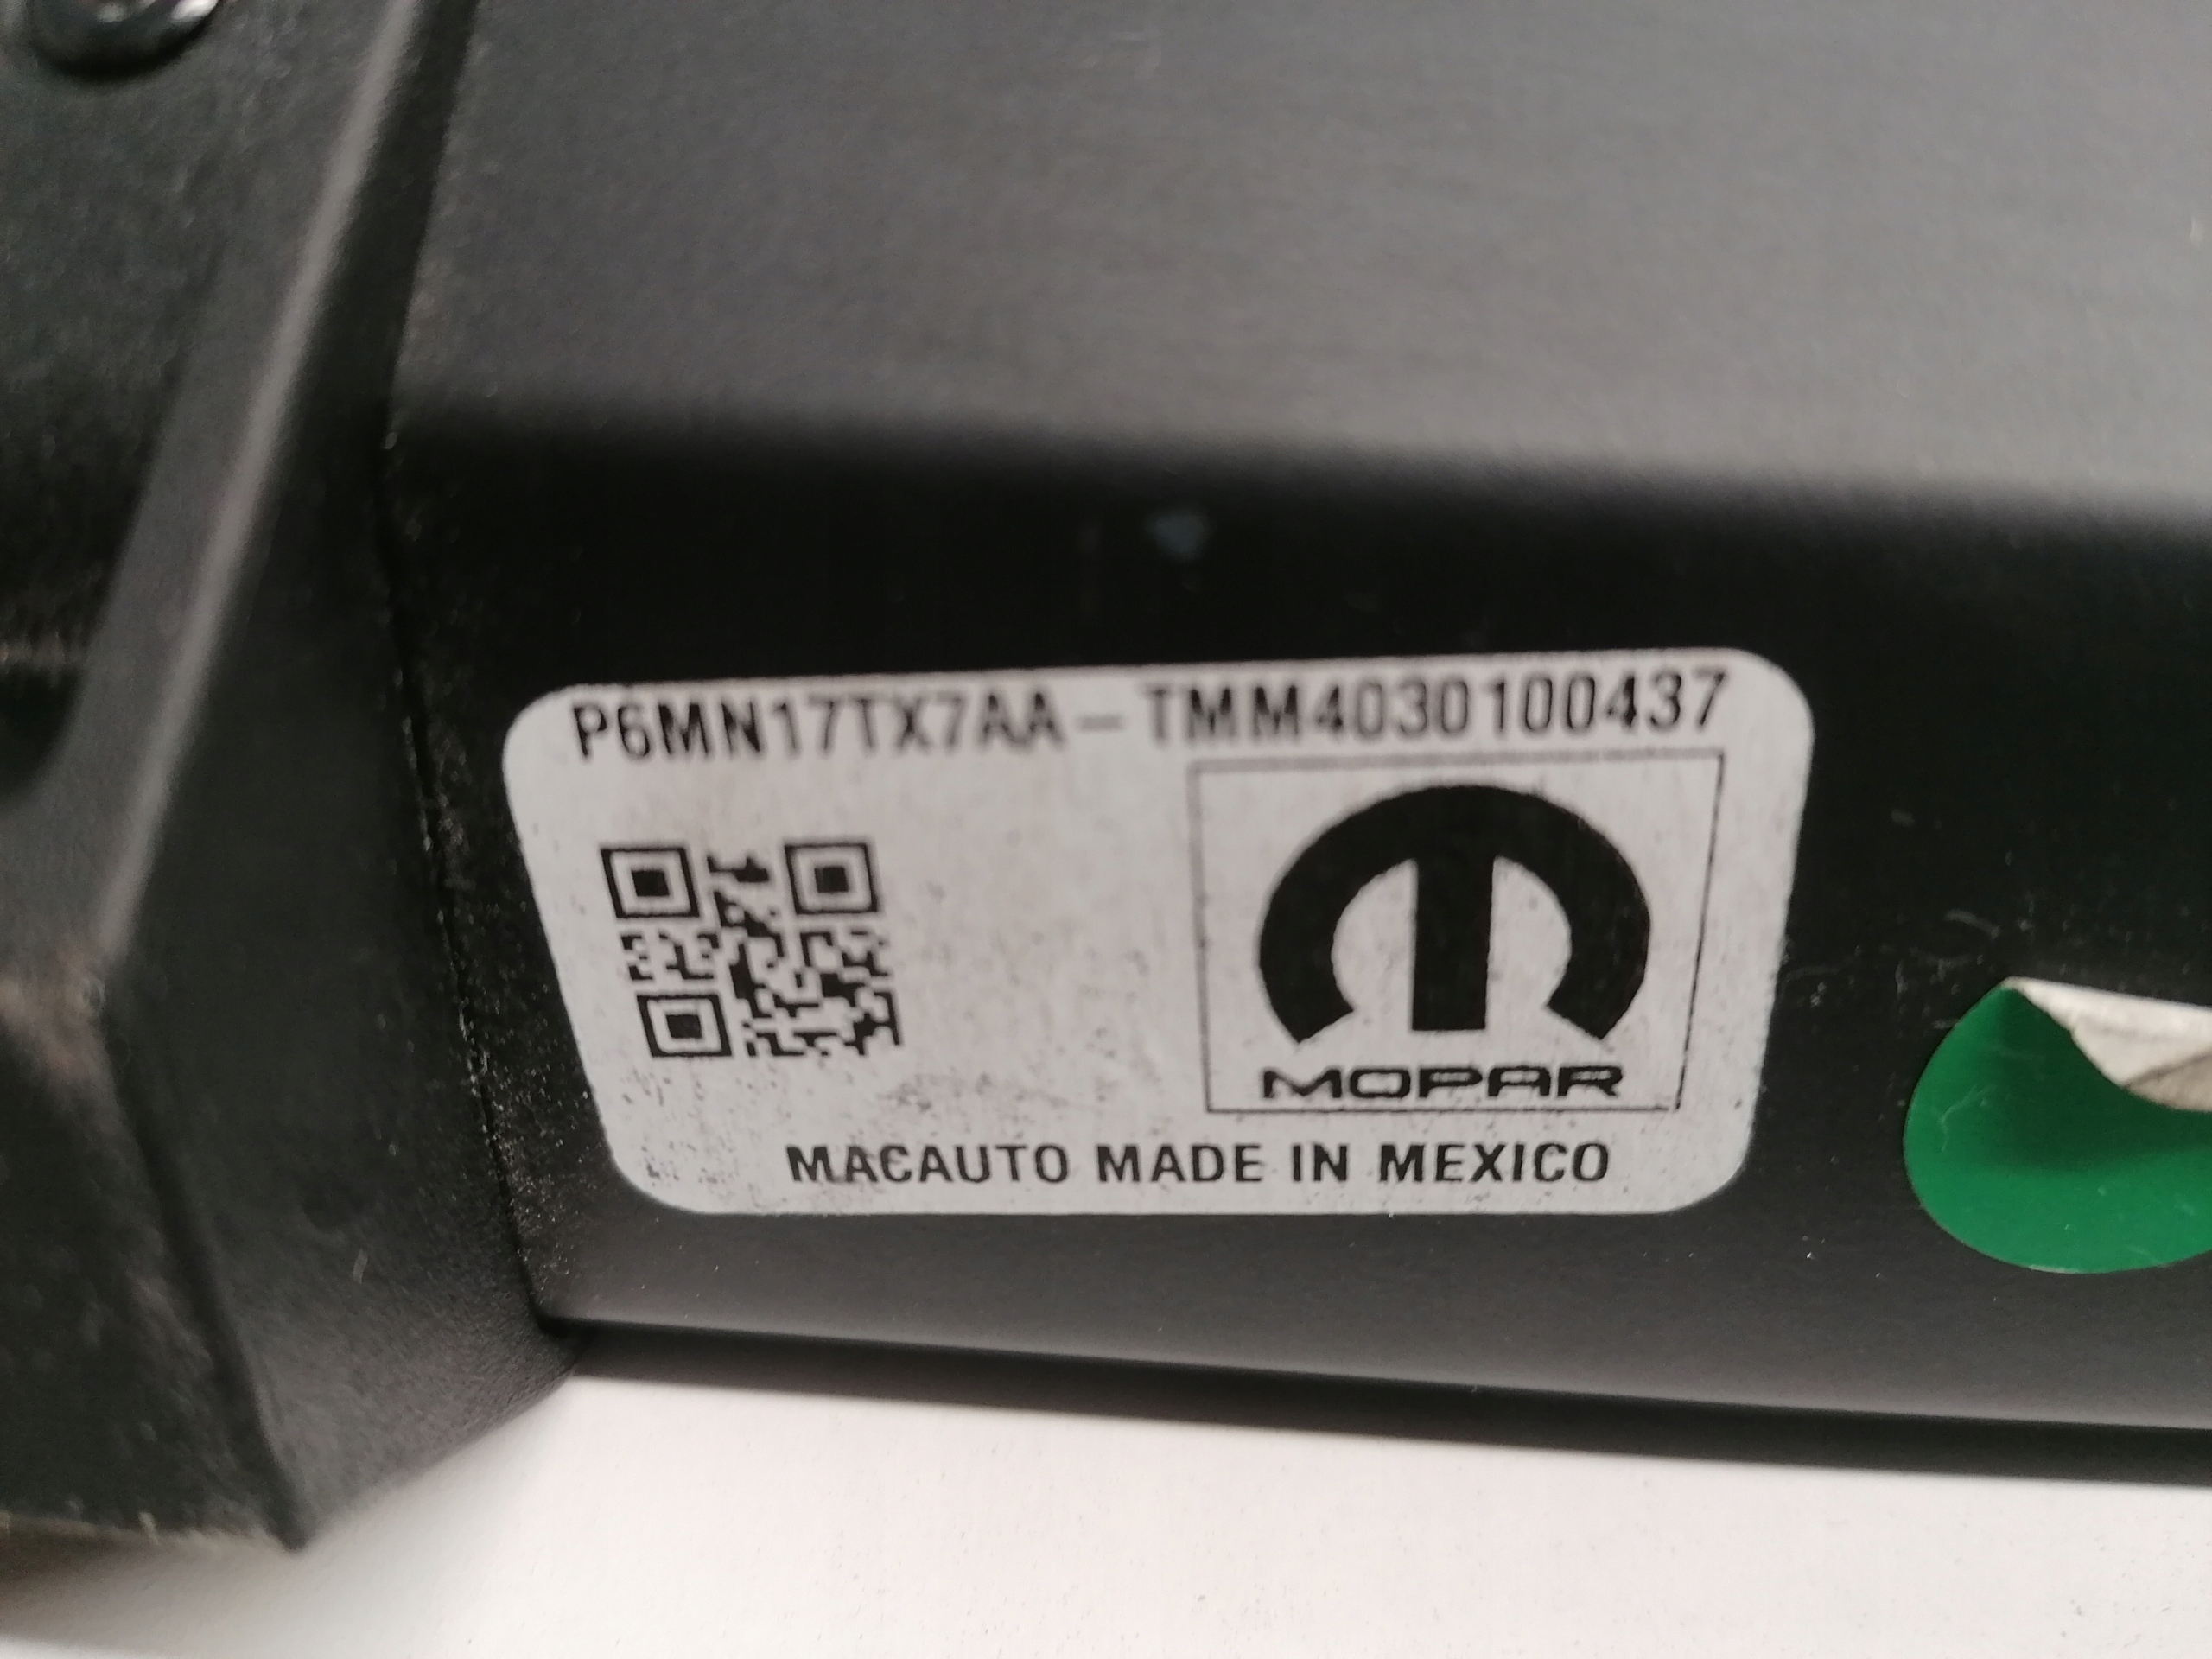 P6MN17TX7AA-TMM4030100437
MOPAR
MACAUTO MADE IN MEXICO